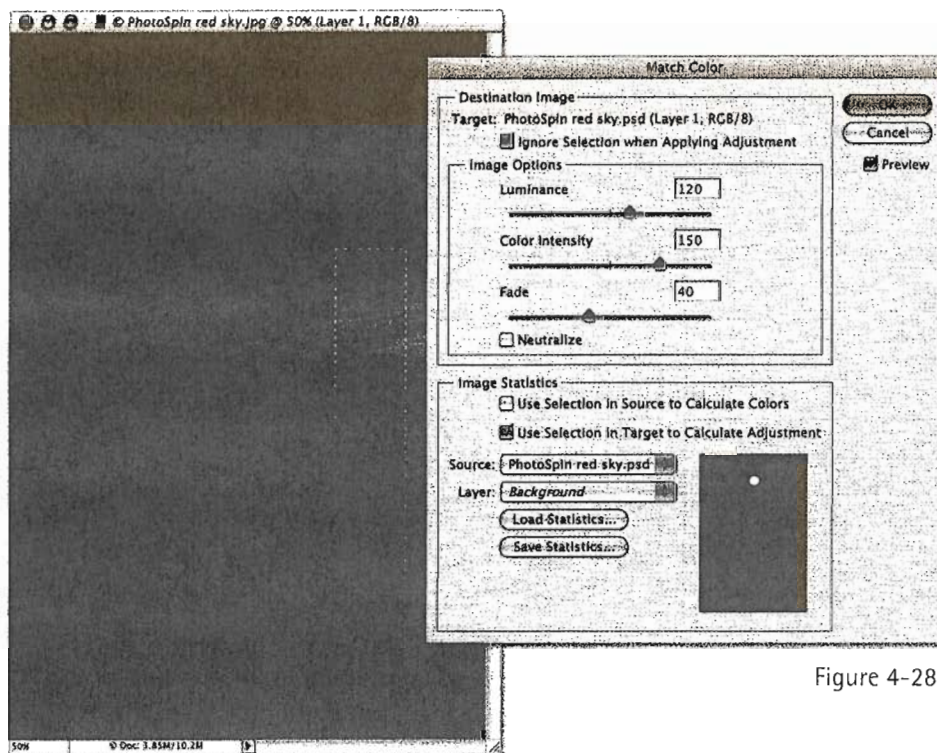 © PhotoSpin red sky.jpg @ 50% (Layer 1, RGB/8)
Match Color
Destination Image
Target: PhotoSpin red sky.psd (Layer 1, RGB/8)
Ignore Selection when Applying Adjustment
Image Options
Luminance 120
Color Intensity 150
Fade 40
Neutralize
OK
Cancel
Preview
Image Statistics
Use Selection in Source to Calculate Colors
Use Selection in Target to Calculate Adjustment
Source: PhotoSpin red sky.psd
Layer: Background
Load Statistics...
Save Statistics...
Figure 4-28
50% © Doc: 3.85M/10.2M